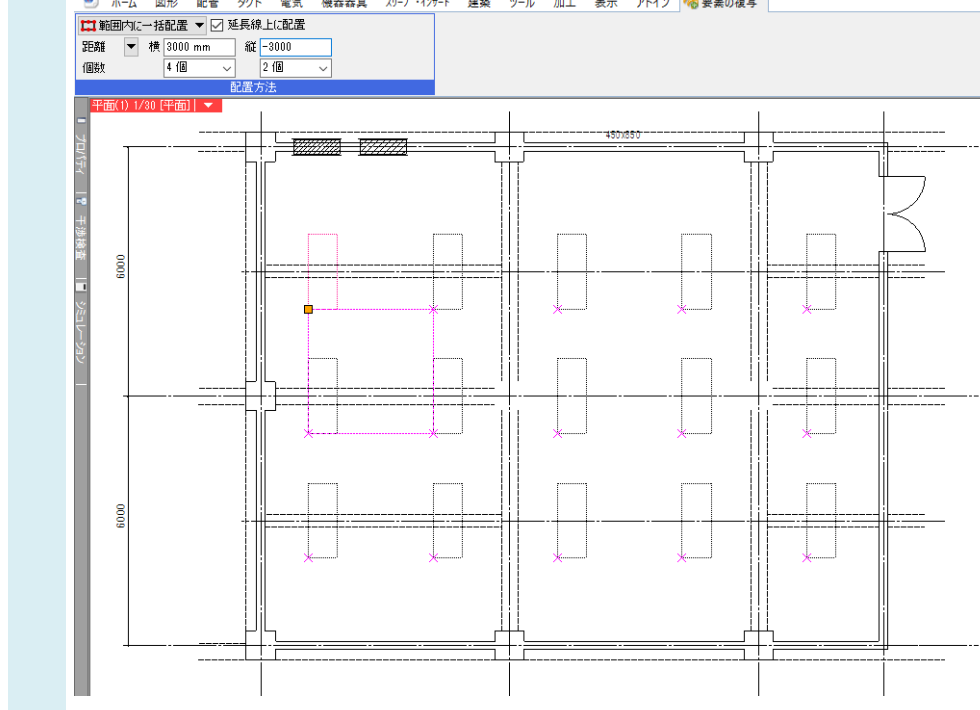 ホーム 図形 配管 ダクト 電気 機器器具 スリーブ・インサート 建築 ツール 加工 表示 アドイン 要素の複写
範囲内に一括配置 延長線上に配置
距離 横 3000 mm 縦 -3000
個数 4 個 2 個
配置方法
平面(1) 1/30 [平面]
プロパティ
干渉検査
シミュレーション
450x850
6000
6000